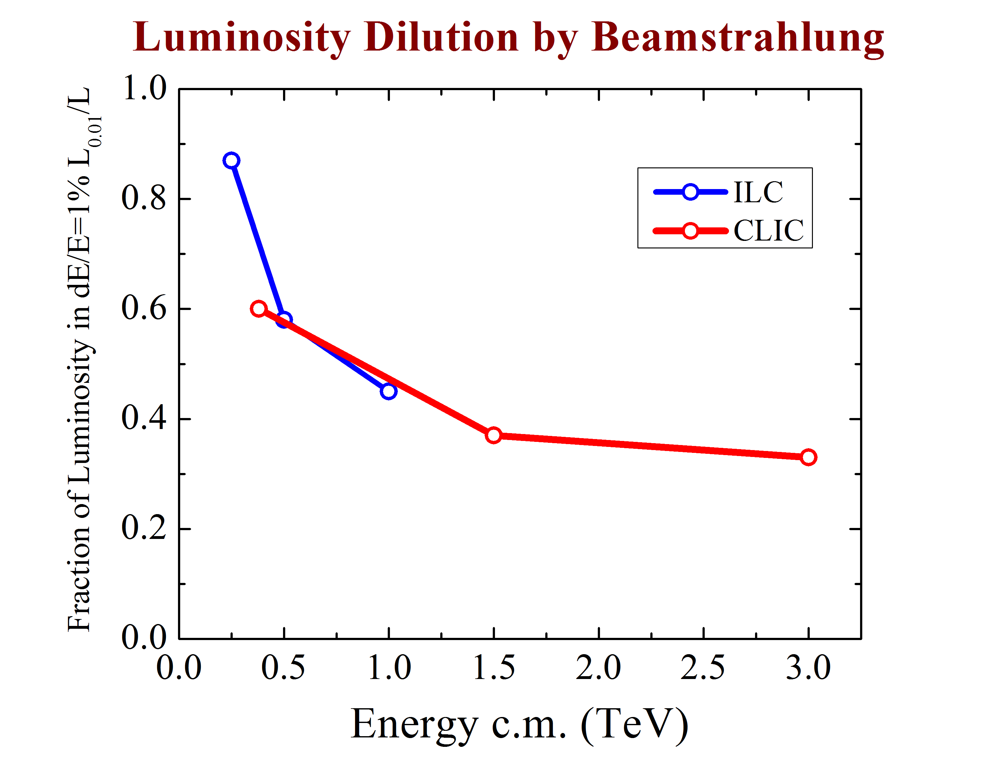 Luminosity Dilution by Beamstrahlung
Fraction of Luminosity in dE/E=1% L0.01/L
1.0
0.8
0.6
0.4
0.2
0.0
ILC
CLIC
0.0 0.5 1.0 1.5 2.0 2.5 3.0
Energy c.m. (TeV)